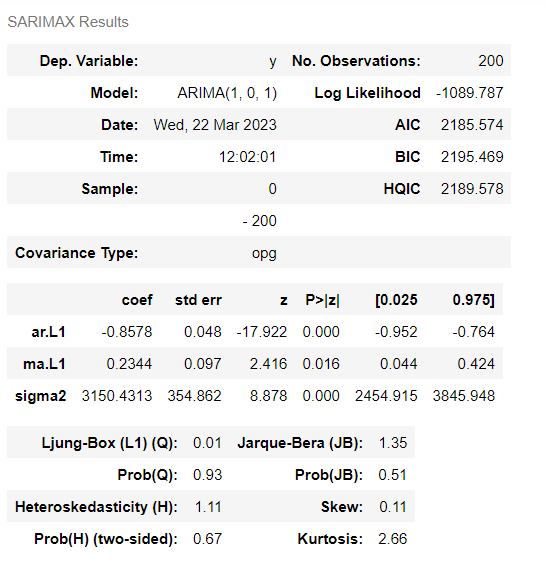 SARIMAX Results
Dep. Variable: y No. Observations: 200
Model: ARIMA(1, 0, 1) Log Likelihood -1089.787
Date: Wed, 22 Mar 2023 AIC 2185.574
Time: 12:02:01 BIC 2195.469
Sample: 0 HQIC 2189.578
- 200
Covariance Type: opg
coef std err z P>|z| [0.025 0.975]
ar.L1 -0.8578 0.048 -17.922 0.000 -0.952 -0.764
ma.L1 0.2344 0.097 2.416 0.016 0.044 0.424
sigma2 3150.4313 354.862 8.878 0.000 2454.915 3845.948
Ljung-Box (L1) (Q): 0.01 Jarque-Bera (JB): 1.35
Prob(Q): 0.93 Prob(JB): 0.51
Heteroskedasticity (H): 1.11 Skew: 0.11
Prob(H) (two-sided): 0.67 Kurtosis: 2.66